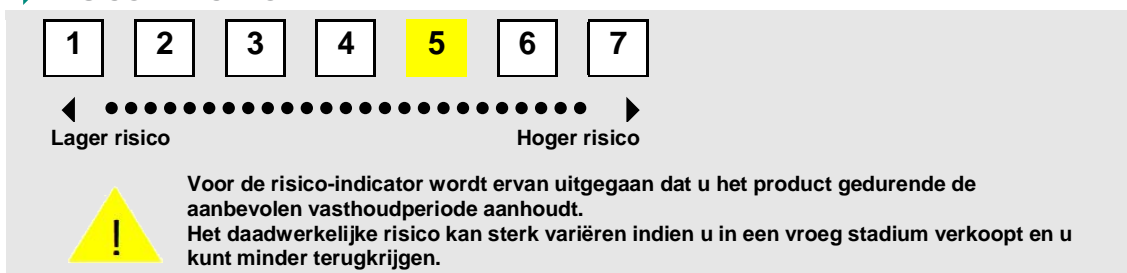 1 2 3 4 5 6 7
Lager risico Hoger risico
Voor de risico-indicator wordt ervan uitgegaan dat u het product gedurende de
aanbevolen vasthoudperiode aanhoudt.
Het daadwerkelijke risico kan sterk variëren indien u in een vroeg stadium verkoopt en u
kunt minder terugkrijgen.